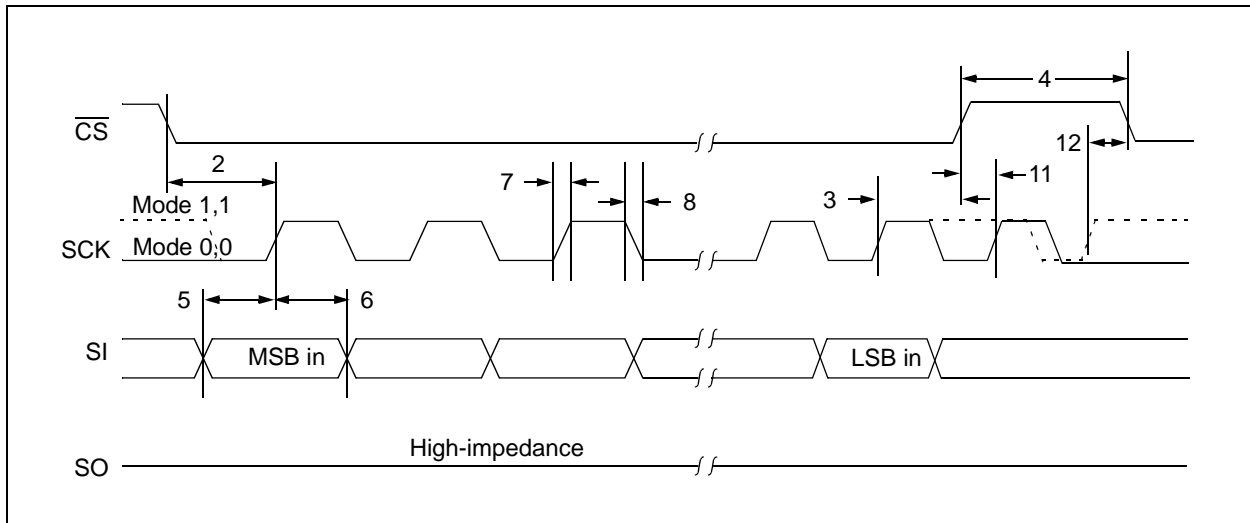 4
CS
12
2
7
11
Mode 1,1
8
3
SCK
Mode 0,0
5
6
SI
MSB in
LSB in
High-impedance
SO